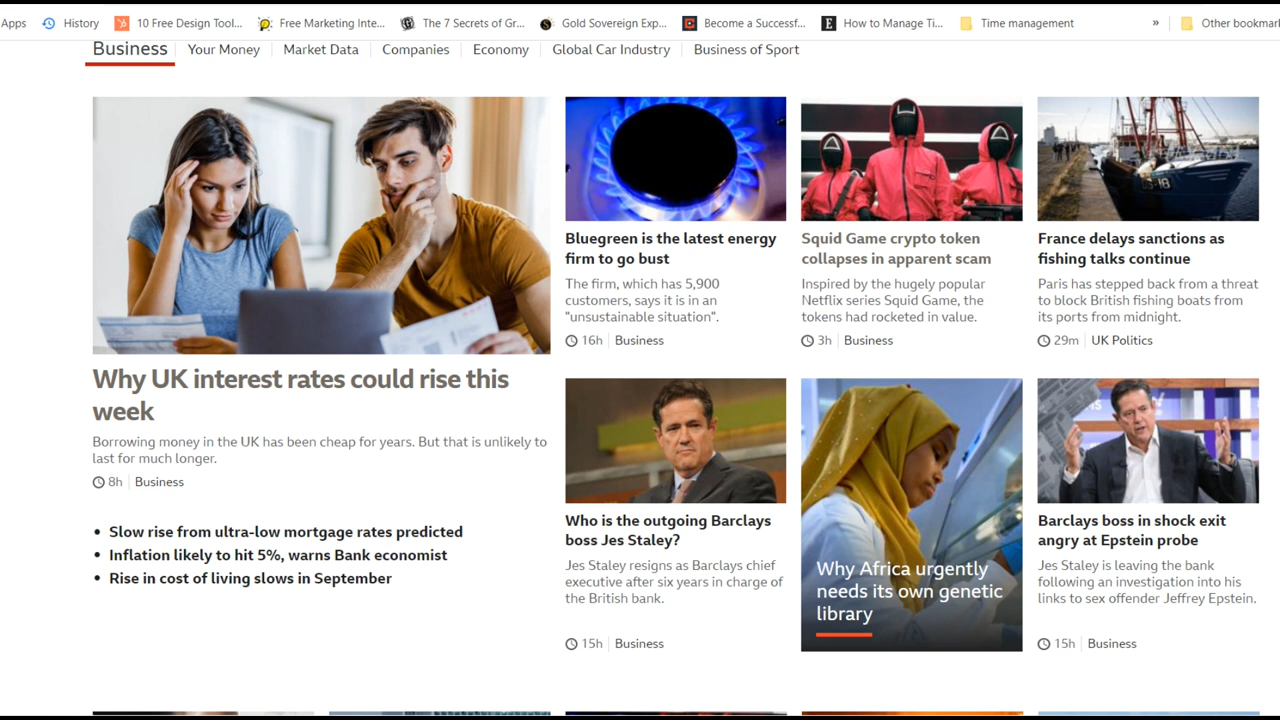 Apps
History
10 Free Design Tool...
Free Marketing Inte...
The 7 Secrets of Gr...
Gold Sovereign Exp...
Become a Successf...
How to Manage Ti...
Time management
»
Other bookmar
Business
Your Money
Market Data
Companies
Economy
Global Car Industry
Business of Sport
Why UK interest rates could rise this
week
Borrowing money in the UK has been cheap for years. But that is unlikely to
last for much longer.
8h
Business
• Slow rise from ultra-low mortgage rates predicted
• Inflation likely to hit 5%, warns Bank economist
• Rise in cost of living slows in September
Bluegreen is the latest energy
firm to go bust
The firm, which has 5,900
customers, says it is in an
"unsustainable situation".
16h
Business
Squid Game crypto token
collapses in apparent scam
Inspired by the hugely popular
Netflix series Squid Game, the
tokens had rocketed in value.
3h
Business
France delays sanctions as
fishing talks continue
Paris has stepped back from a threat
to block British fishing boats from
its ports from midnight.
29m
UK Politics
Who is the outgoing Barclays
boss Jes Staley?
Jes Staley resigns as Barclays chief
executive after six years in charge of
the British bank.
15h
Business
Why Africa urgently
needs its own genetic
library
Barclays boss in shock exit
angry at Epstein probe
Jes Staley is leaving the bank
following an investigation into his
links to sex offender Jeffrey Epstein.
15h
Business